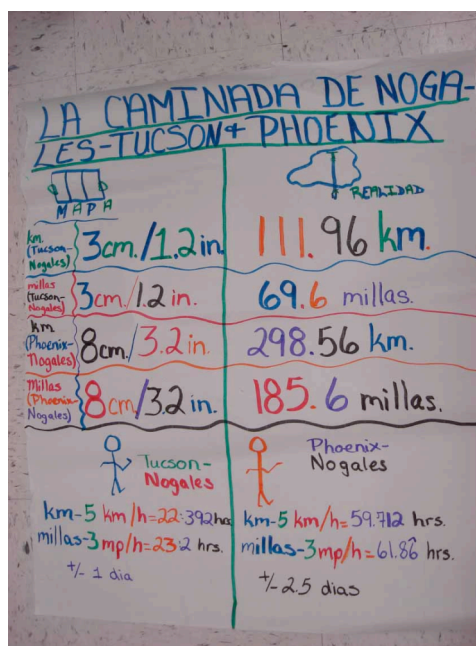 LA CAMINADA DE NOGA-
LES-TUCSON + PHOENIX
MAPA
REALIDAD
km. (Tucson-Nogales) 3cm./1.2 in. 111.96 km.
millas (Tucson-Nogales) 3cm./1.2 in. 69.6 millas.
km (Phoenix-Nogales) 8cm./3.2 in. 298.56 km.
Millas (Phoenix-Nogales) 8cm/3.2 in. 185.6 millas.
Tucson-
Nogales
km-5 km/h=22.392 hrs.
millas-3mp/h=23.2 hrs.
+/- 1 dia
Phoenix-
Nogales
km-5 km/h=59.712 hrs.
millas-3mp/h=61.86 hrs.
+/- 2.5 dias